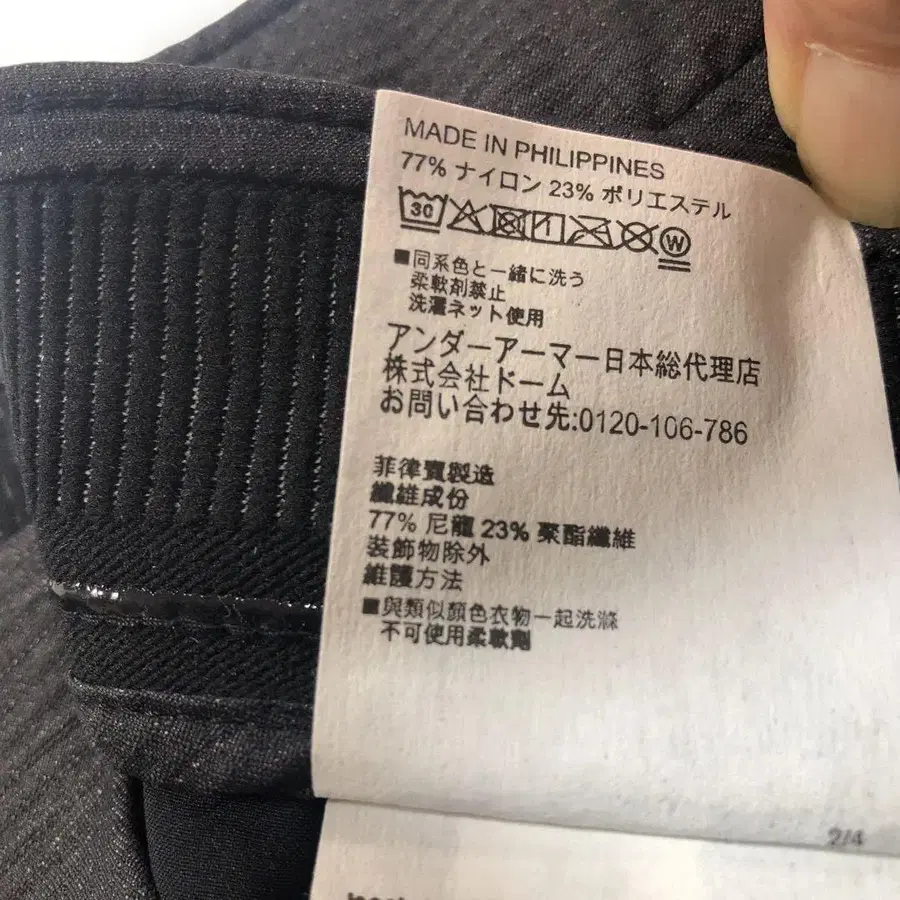 MADE IN PHILIPPINES
77% ナイロン 23% ポリエステル
30 W
■同系色と一緒に洗う
柔軟剤禁止
洗濯ネット使用
アンダーアーマー日本総代理店
株式会社ドーム
お問い合わせ先:0120-106-786
菲律賓製造
纖維成份
77% 尼龍 23% 聚酯纖維
装飾物除外
維護方法
■與類似顏色衣物一起洗滌
不可使用柔軟劑
2/4